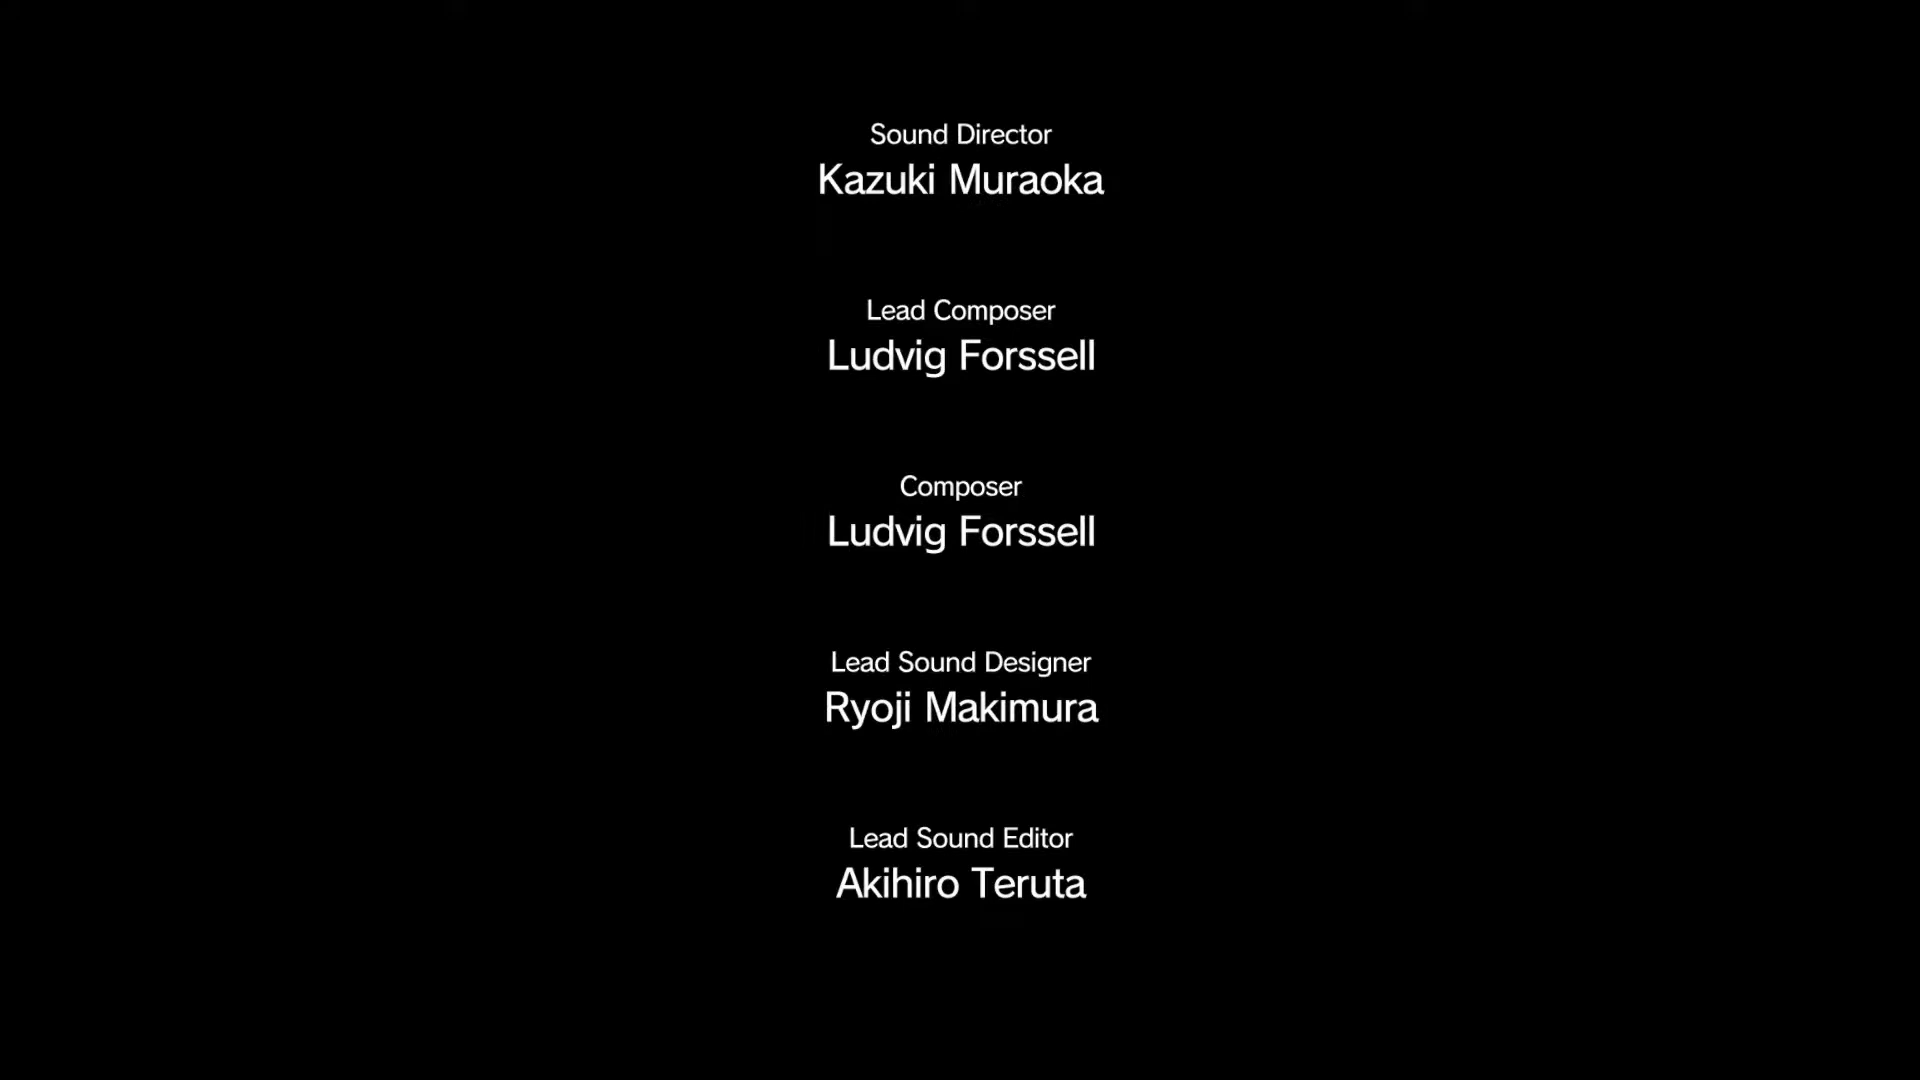 Sound Director
Kazuki Muraoka
Lead Composer
Ludvig Forssell
Composer
Ludvig Forssell
Lead Sound Designer
Ryoji Makimura
Lead Sound Editor
Akihiro Teruta